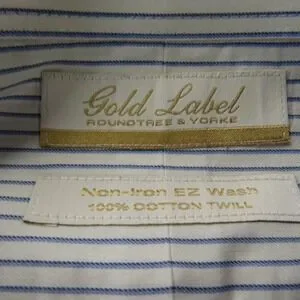 Gold Label
ROUNDTREE & YORKE
Non-Iron EZ Wash
100% COTTON TWILL